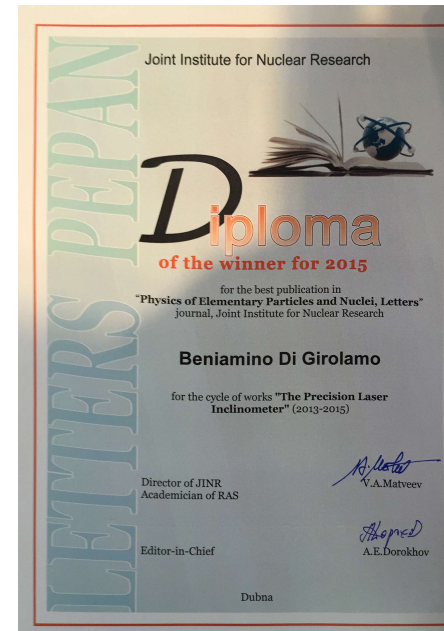 Joint Institute for Nuclear Research
LETTERS PEPAN
Diploma
of the winner for 2015
for the best publication in
"Physics of Elementary Particles and Nuclei, Letters"
journal, Joint Institute for Nuclear Research
Beniamino Di Girolamo
for the cycle of works "The Precision Laser
Inclinometer" (2013-2015)
Director of JINR
Academician of RAS
V.A.Matveev
Editor-in-Chief
A.E.Dorokhov
Dubna